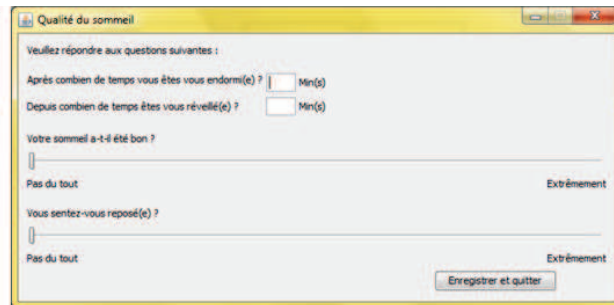 Qualité du sommeil
Veuillez répondre aux questions suivantes :
Après combien de temps vous êtes vous endormi(e) ? Min(s)
Depuis combien de temps êtes vous réveillé(e) ? Min(s)
Votre sommeil a-t-il été bon ?
Pas du tout Extrêmement
Vous sentez-vous reposé(e) ?
Pas du tout Extrêmement
Enregistrer et quitter